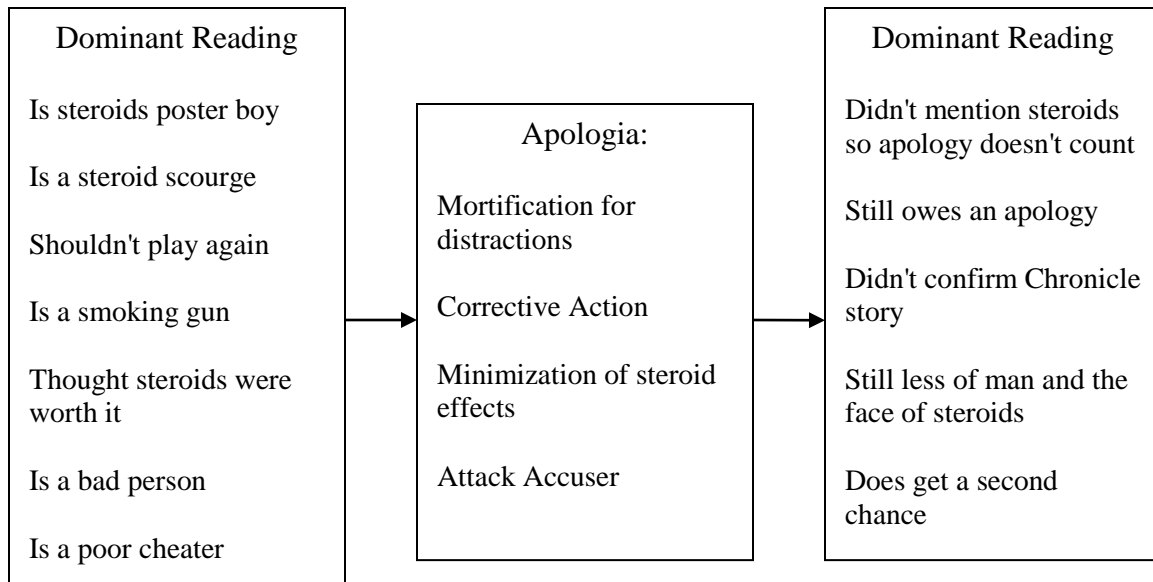 Dominant Reading
Is steroids poster boy
Is a steroid scourge
Shouldn't play again
Is a smoking gun
Thought steroids were
worth it
Is a bad person
Is a poor cheater
Apologia:
Mortification for
distractions
Corrective Action
Minimization of steroid
effects
Attack Accuser
Dominant Reading
Didn't mention steroids
so apology doesn't count
Still owes an apology
Didn't confirm Chronicle
story
Still less of man and the
face of steroids
Does get a second
chance